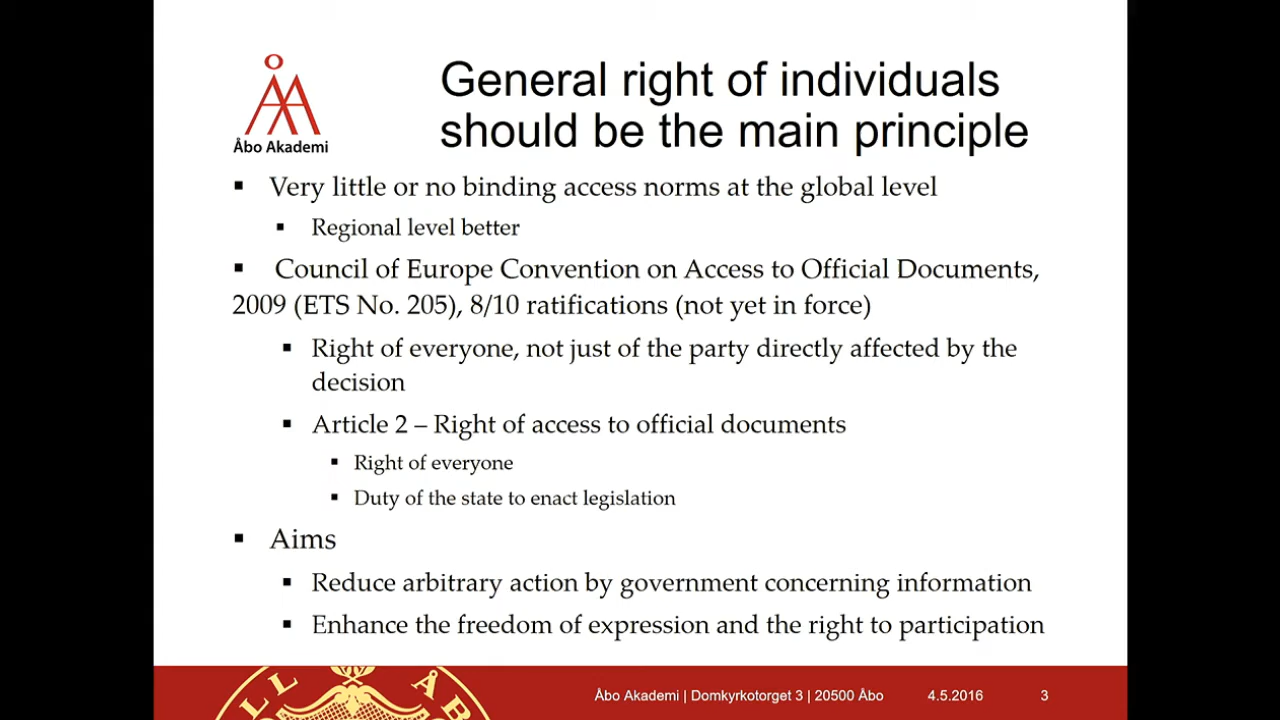 Åbo Akademi
General right of individuals
should be the main principle
▪ Very little or no binding access norms at the global level
▪ Regional level better
▪ Council of Europe Convention on Access to Official Documents,
2009 (ETS No. 205), 8/10 ratifications (not yet in force)
▪ Right of everyone, not just of the party directly affected by the
decision
▪ Article 2 – Right of access to official documents
▪ Right of everyone
▪ Duty of the state to enact legislation
▪ Aims
▪ Reduce arbitrary action by government concerning information
▪ Enhance the freedom of expression and the right to participation
Åbo Akademi | Domkyrkotorget 3 | 20500 Åbo 4.5.2016 3